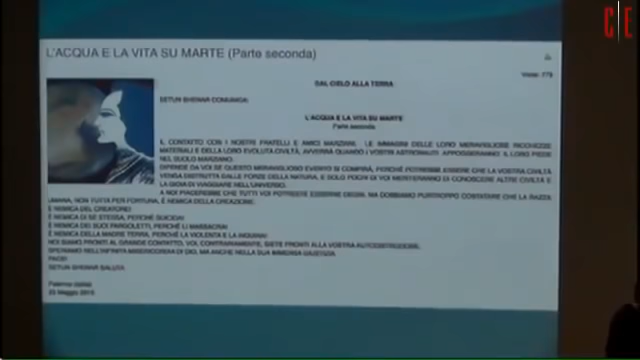 C E
L'ACQUA E LA VITA SU MARTE (Parte seconda)
Visite: 779
DAL CIELO ALLA TERRA
SETUN SHENAR COMUNICA:
L'ACQUA E LA VITA SU MARTE
Parte seconda
IL CONTATTO CON I NOSTRI FRATELLI E AMICI MARZIANI, LE IMMAGINI DELLE LORO MERAVIGLIOSE RICCHEZZE
MATERIALI E DELLA LORO EVOLUTA CIVILTÀ, AVVERRÀ QUANDO I VOSTRI ASTRONAUTI APPOGGERANNO IL LORO PIEDE
NEL SUOLO MARZIANO.
DIPENDE DA VOI SE QUESTO MERAVIGLIOSO EVENTO SI COMPIRÀ, PERCHÉ POTREBBE ESSERE CHE LA VOSTRA CIVILTÀ
VENGA DISTRUTTA DALLE FORZE DELLA NATURA, E SOLO POCHI DI VOI MERITERANNO DI CONOSCERE ALTRE CIVILTÀ E
LA GIOIA DI VIAGGIARE NELL'UNIVERSO.
A NOI PIACEREBBE CHE TUTTI VOI POTRESTE ESSERNE DEGNI, MA DOBBIAMO PURTROPPO CONSTATARE CHE LA RAZZA
UMANA, NON TUTTA PER FORTUNA, È NEMICA DELLA CREAZIONE.
È NEMICA DEL CREATORE!
È NEMICA DI SE STESSA, PERCHÉ SUICIDA!
È NEMICA DEI SUOI PARGOLETTI, PERCHÉ LI MASSACRA!
È NEMICA DELLA MADRE TERRA, PERCHÉ LA VIOLENTA E LA
NOI SIAMO PRONTI AL GRANDE CONTATTO, VOI, CONTRARIAMENTE, SIETE PRONTI ALLA VOSTRA AUTODISTRUZIONE.
SPERIAMO NELL'INFINITA MISERICORDIA DI DIO, MA ANCHE NELLA SUA IMMENSA GIUSTIZIA.
PACE!
SETUN SHENAR SALUTA
Palermo
25 Maggio